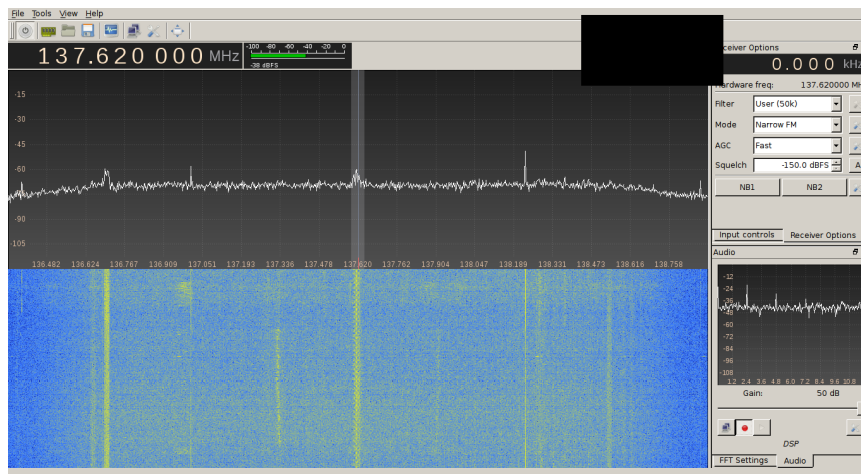 File Tools View Help
137.620 000 MHz
-100 -80 -60 -40 -20 0
-38 dBFS
-15
-30
-45
-60
-90
-105
136.482 136.624 136.767 136.909 137.051 137.193 137.336 137.478 137.620 137.762 137.904 138.047 138.189 138.331 138.473 138.616 138.758
ceiver Options
0.000 kHz
Hardware freq: 137.620000 MH
Filter User (50k)
Mode Narrow FM
AGC Fast
Squelch -150.0 dBFS A
NB1 NB2
Input controls Receiver Options
Audio
-12
-24
-36
-48
-60
-72
-84
-96
-108
1.2 2.4 3.6 4.8 6.0 7.2 8.4 9.6 10.8
Gain: 50 dB
DSP
FFT Settings Audio